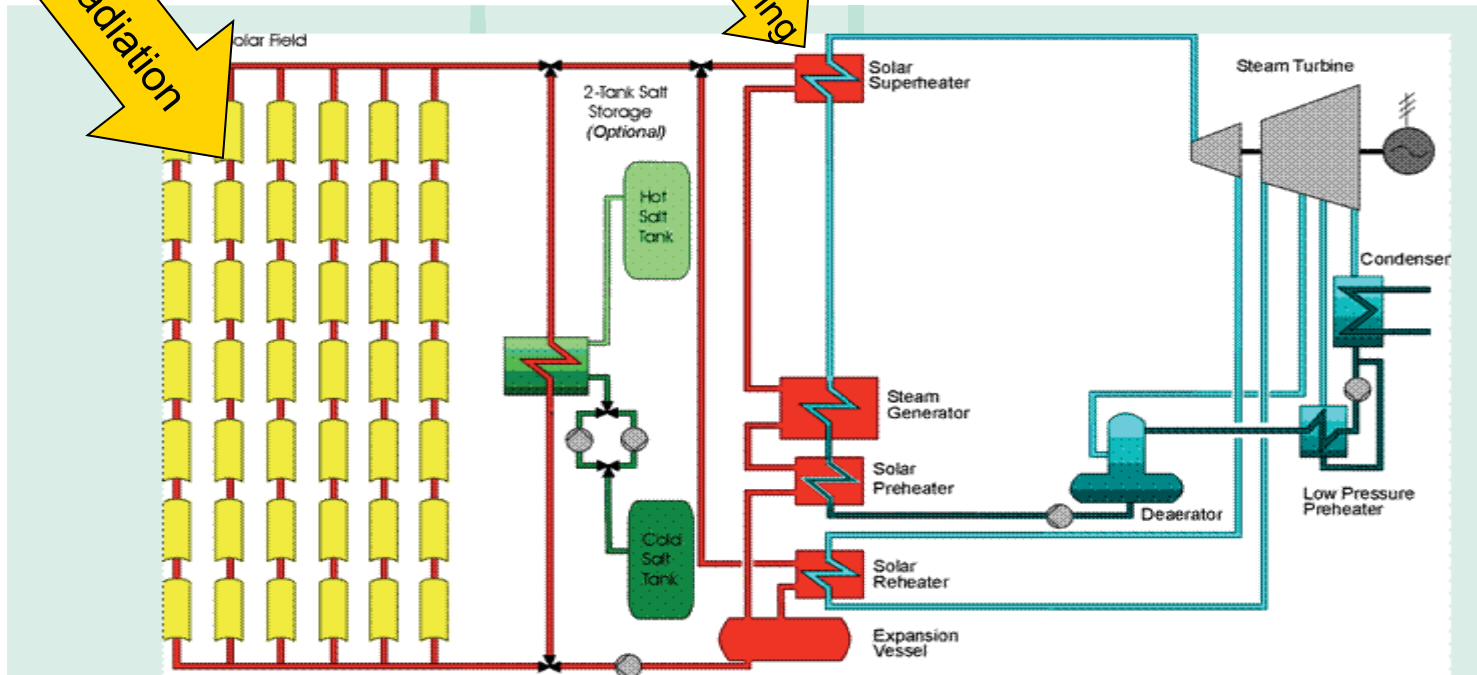 adiation
ing
olar Field
2-Tank Salt
Storage
(Optional)
Hot
Salt
Tank
Cold
Salt
Tank
Solar
Superheater
Steam
Generator
Solar
Preheater
Solar
Reheater
Expansion
Vessel
Steam Turbine
Condenser
Low Pressure
Preheater
Deaerator